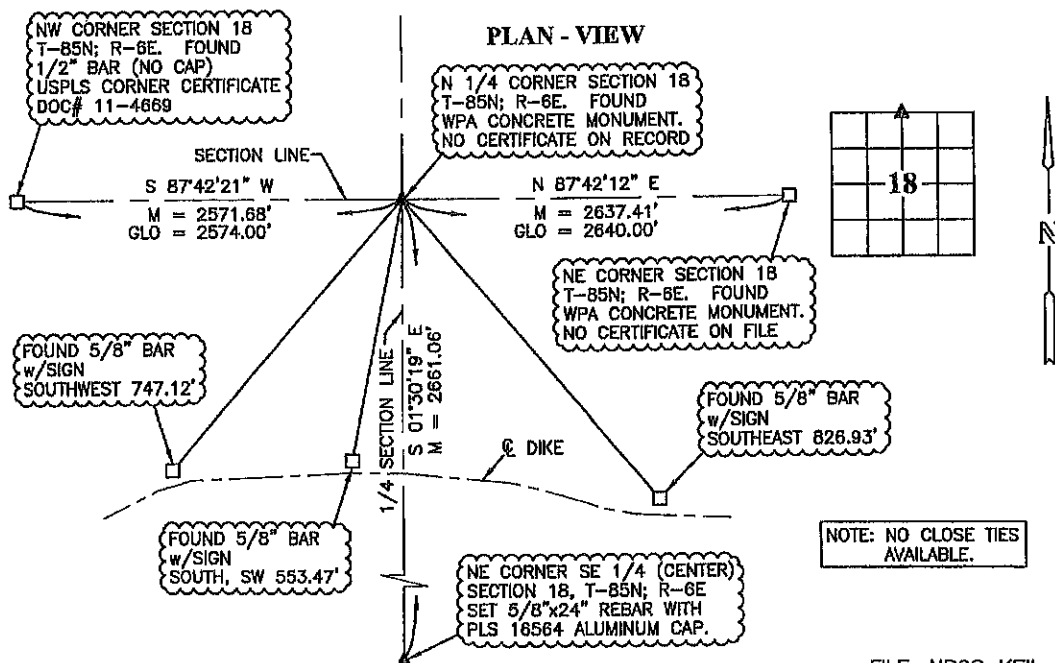 PLAN - VIEW
NW CORNER SECTION 18
T-85N; R-6E. FOUND
1/2" BAR (NO CAP)
USPLS CORNER CERTIFICATE
DOC# 11-4669
N 1/4 CORNER SECTION 18
T-85N; R-6E. FOUND
WPA CONCRETE MONUMENT.
NO CERTIFICATE ON RECORD
SECTION LINE
S 87°42'21" W
M = 2571.68'
GLO = 2574.00'
N 87°42'12" E
M = 2637.41'
GLO = 2640.00'
18
N
NE CORNER SECTION 18
T-85N; R-6E. FOUND
WPA CONCRETE MONUMENT.
NO CERTIFICATE ON FILE
FOUND 5/8" BAR
w/SIGN
SOUTHWEST 747.12'
1/4 SECTION LINE
S 01°30'19" E
M = 2661.06'
FOUND 5/8" BAR
w/SIGN
SOUTHEAST 826.93'
℄ DIKE
FOUND 5/8" BAR
w/SIGN
SOUTH, SW 553.47'
NE CORNER SE 1/4 (CENTER)
SECTION 18, T-85N; R-6E
SET 5/8"x24" REBAR WITH
PLS 16564 ALUMINUM CAP.
NOTE: NO CLOSE TIES
AVAILABLE.